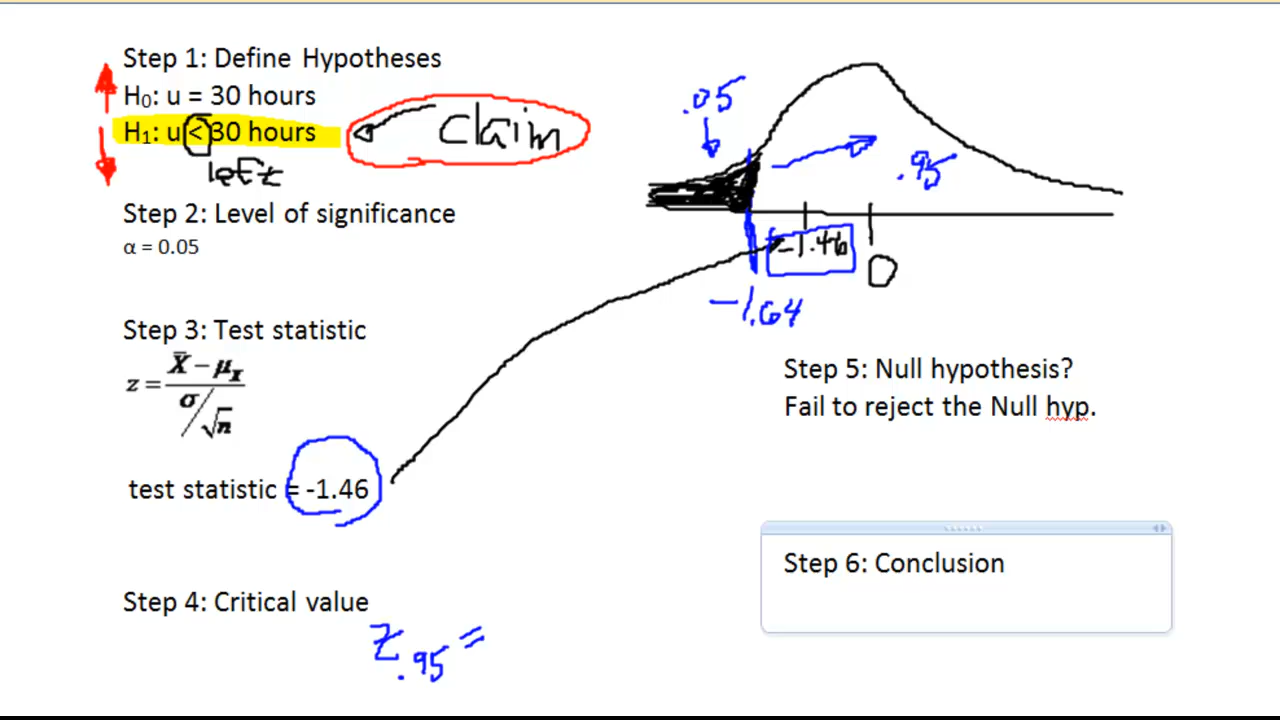 Step 1: Define Hypotheses
H₀: u = 30 hours
H₁: u < 30 hours
claim
left
Step 2: Level of significance
α = 0.05
Step 3: Test statistic
z = X̄ − μx̄ / σ/√n
test statistic = -1.46
Step 4: Critical value
z.95 =
.05
.95
-1.46
0
-1.64
Step 5: Null hypothesis?
Fail to reject the Null hyp.
Step 6: Conclusion